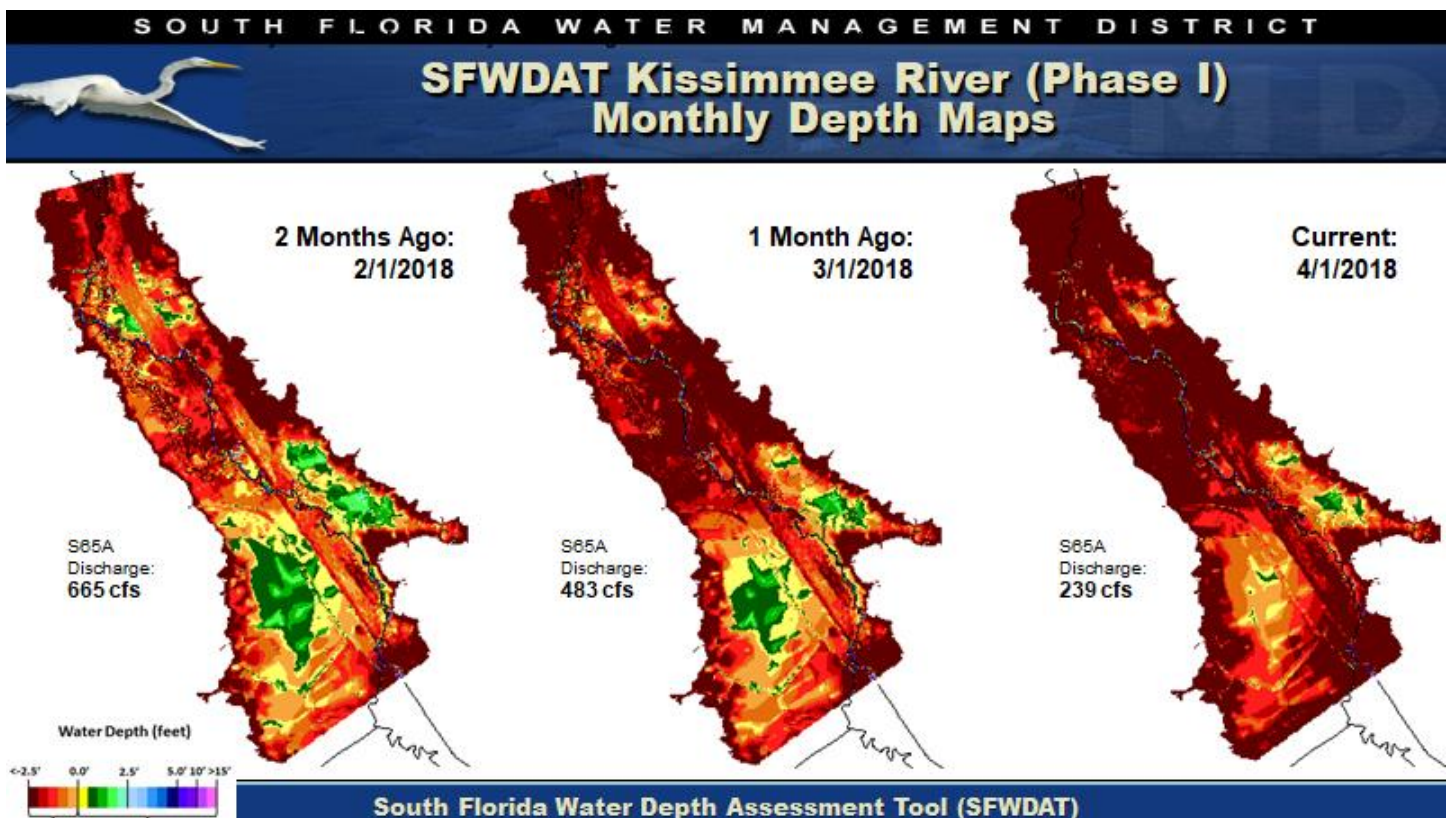 SOUTH FLORIDA WATER MANAGEMENT DISTRICT
SFWDAT Kissimmee River (Phase I)
Monthly Depth Maps
2 Months Ago:
2/1/2018
1 Month Ago:
3/1/2018
Current:
4/1/2018
S65A
Discharge:
665 cfs
S65A
Discharge:
483 cfs
S65A
Discharge:
239 cfs
Water Depth (feet)
<-2.5' 0.0' 2.5' 5.0' 10' >15'
South Florida Water Depth Assessment Tool (SFWDAT)